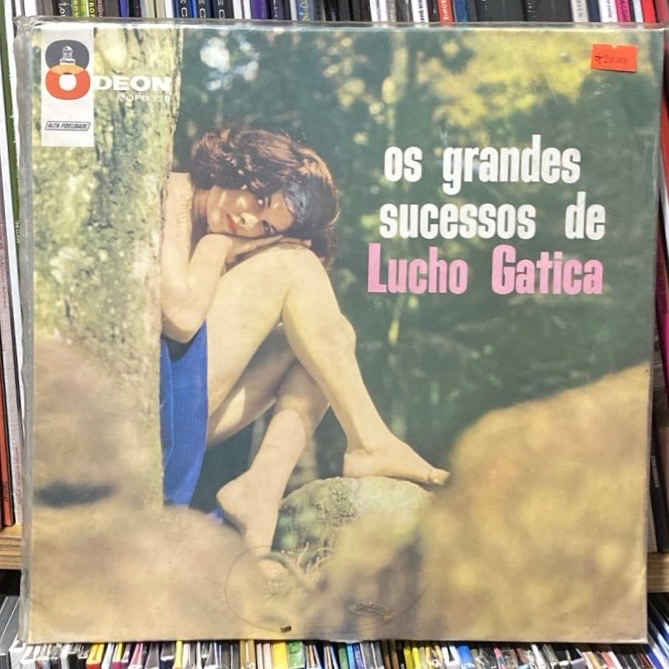 ODEON
ALTA FIDELIDADE
os grandes
sucessos de
Lucho Gatica